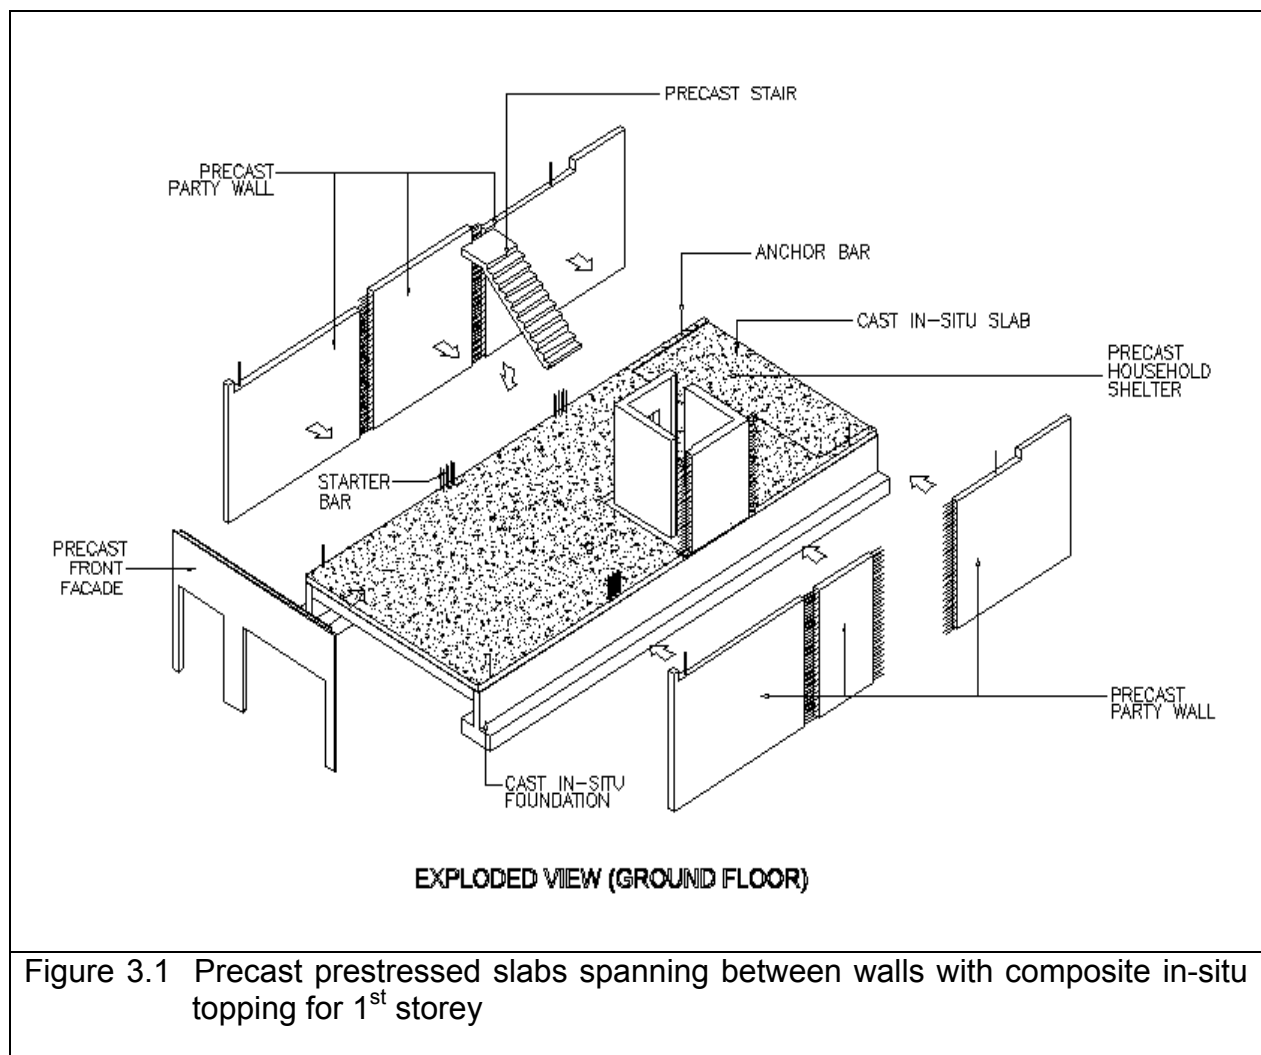 PRECAST STAIR
PRECAST
PARTY WALL
ANCHOR BAR
CAST IN-SITU SLAB
PRECAST
HOUSEHOLD
SHELTER
STARTER
BAR
PRECAST
FRONT
FACADE
PRECAST
PARTY WALL
CAST IN-SITU
FOUNDATION
EXPLODED VIEW (GROUND FLOOR)
Figure 3.1 Precast prestressed slabs spanning between walls with composite in-situ
topping for 1st storey